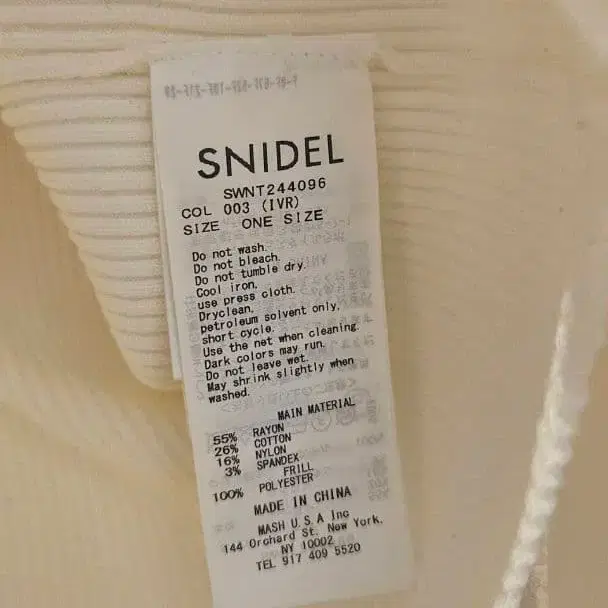 SNIDEL
SWNT244096
COL 003 (IVR)
SIZE ONE SIZE
Do not wash.
Do not bleach.
Do not tumble dry.
Cool iron,
use press cloth.
Dryclean,
petroleum solvent only,
short cycle.
Use the net when cleaning.
Dark colors may run.
Do not leave wet.
May shrink slightly when
washed.
MAIN MATERIAL
55% RAYON
26% COTTON
16% NYLON
3% SPANDEX
FRILL
100% POLYESTER
MADE IN CHINA
MASH U.S.A Inc
144 Orchard St. New York,
NY 10002
TEL 917 409 5520